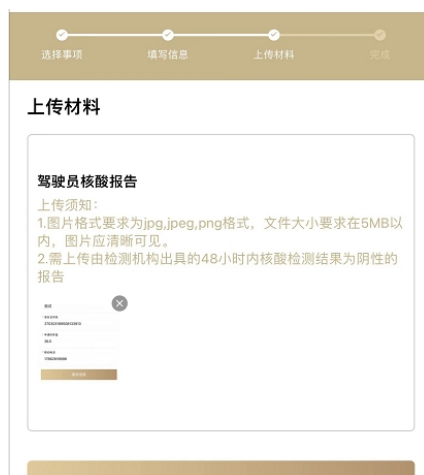 选择事项
填写信息
上传材料
完成
上传材料
驾驶员核酸报告
上传须知：
1.图片格式要求为jpg,jpeg,png格式，文件大小要求在5MB以
内，图片应清晰可见。
2.需上传由检测机构出具的48小时内核酸检测结果为阴性的
报告